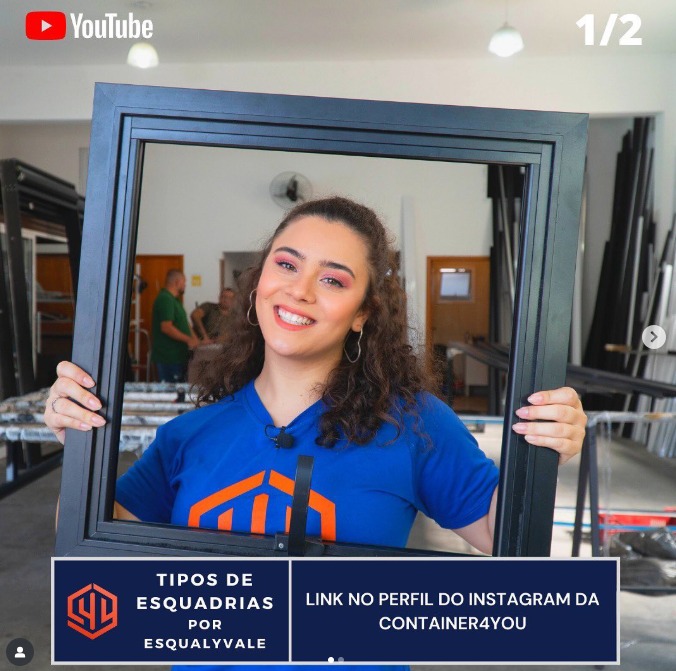 YouTube
1/2
TIPOS DE
ESQUADRIAS
POR
ESQUALYVALE
LINK NO PERFIL DO INSTAGRAM DA
CONTAINER4YOU